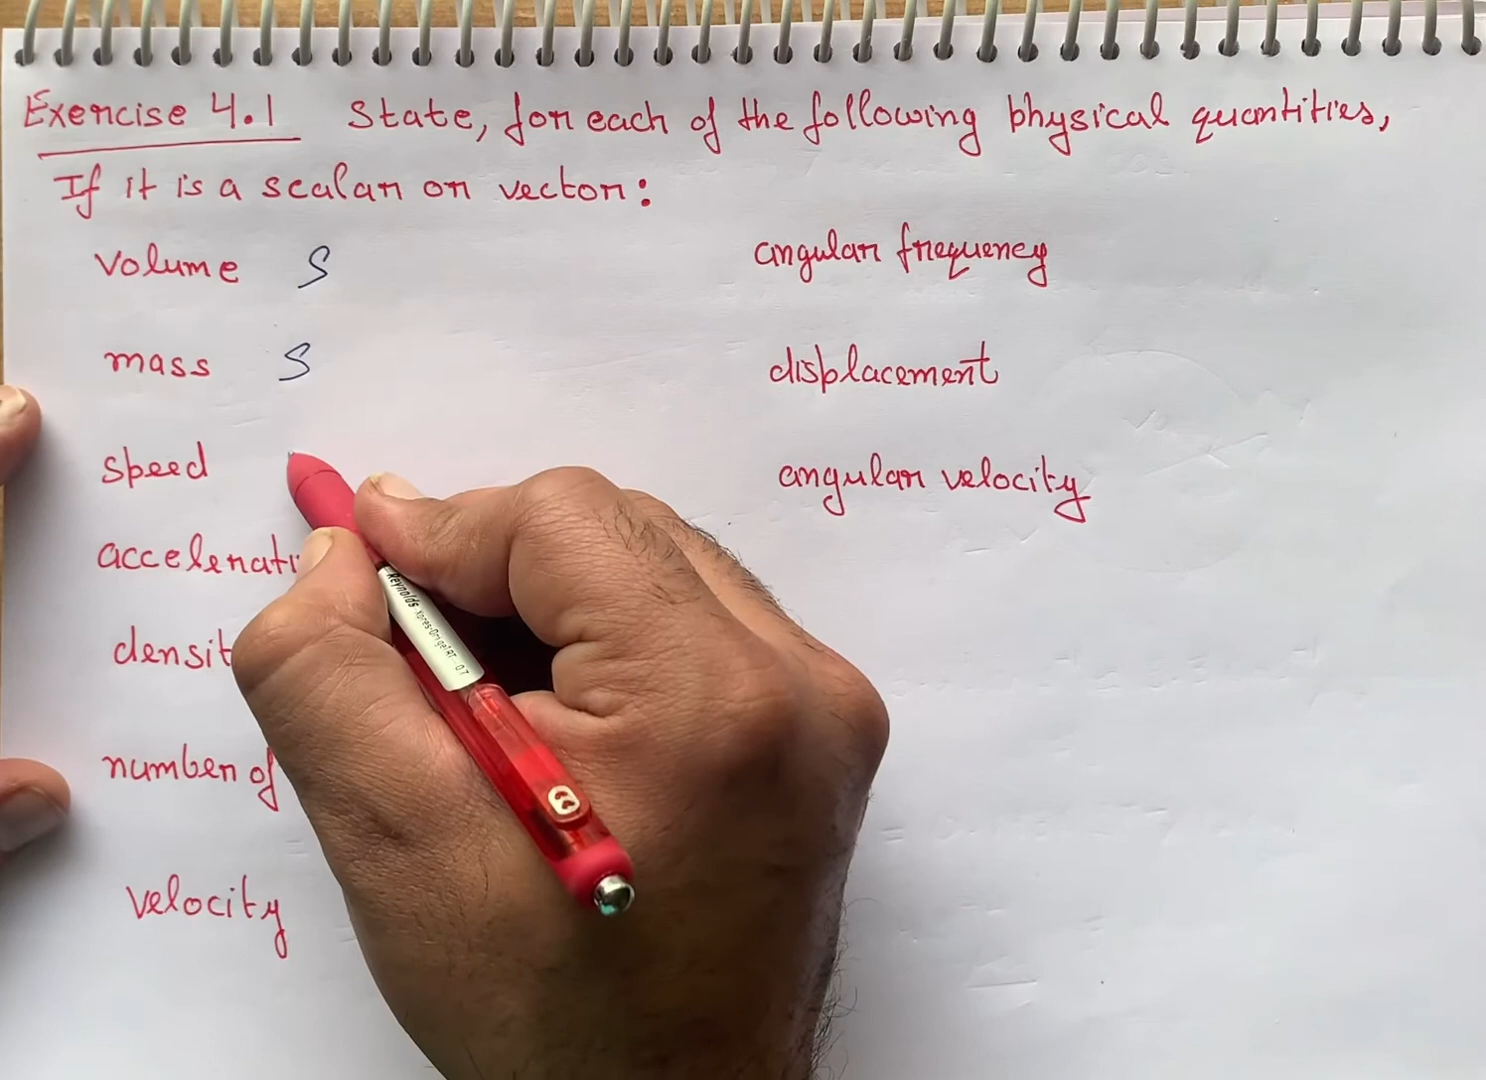 Exercise 4.1 State, for each of the following physical quantities,
If it is a scalar or vector:
volume S
mass S
speed
accelerati
densit
number of
velocity
angular frequency
displacement
angular velocity
Reynolds